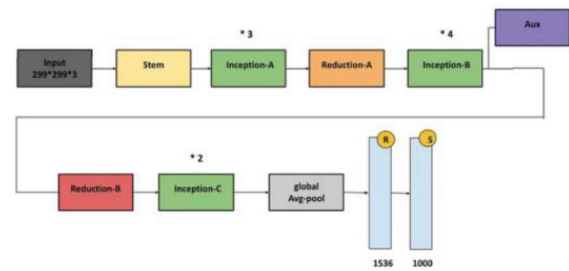 * 3
* 4
Aux
Input
299*299*3
Stem
Inception-A
Reduction-A
Inception-B
* 2
R
S
Reduction-B
Inception-C
global
Avg-pool
1536
1000